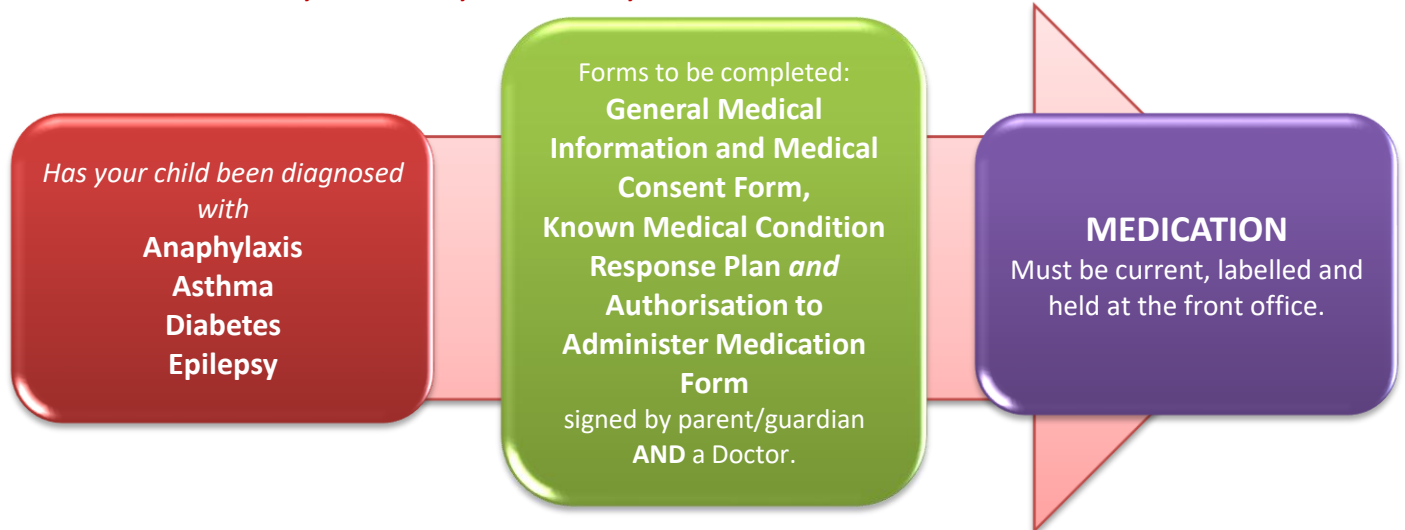 Has your child been diagnosed
with
Anaphylaxis
Asthma
Diabetes
Epilepsy
Forms to be completed:
General Medical
Information and Medical
Consent Form,
Known Medical Condition
Response Plan and
Authorisation to
Administer Medication
Form
signed by parent/guardian
AND a Doctor.
MEDICATION
Must be current, labelled and
held at the front office.